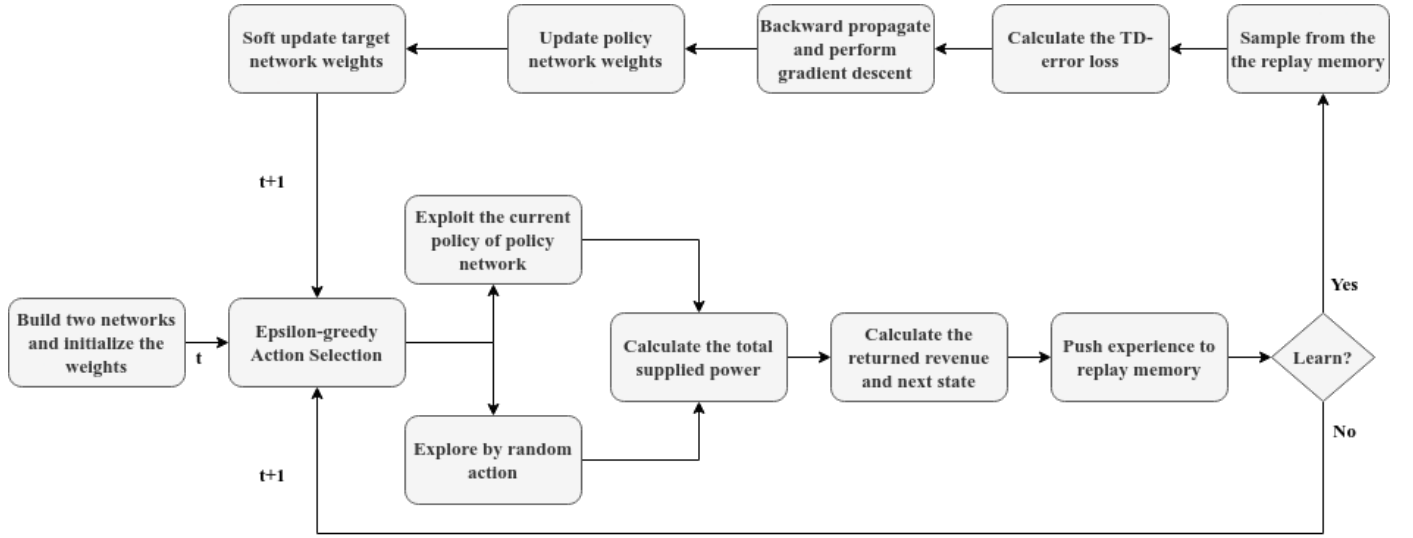 Soft update target
network weights
Update policy
network weights
Backward propagate
and perform
gradient descent
Calculate the TD-
error loss
Sample from the
the replay memory
t+1
Exploit the current
policy of policy
network
Yes
Build two networks
and initialize the
weights
t
Epsilon-greedy
Action Selection
Calculate the total
supplied power
Calculate the
returned revenue
and next state
Push experience to
replay memory
Learn?
No
Explore by random
action
t+1